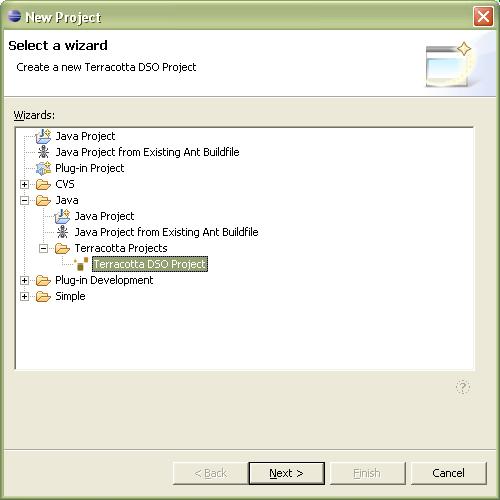 New Project
Select a wizard
Create a new Terracotta DSO Project
Wizards:
Java Project
Java Project from Existing Ant Buildfile
Plug-in Project
CVS
Java
Java Project
Java Project from Existing Ant Buildfile
Terracotta Projects
Terracotta DSO Project
Plug-in Development
Simple
?
< Back
Next >
Finish
Cancel